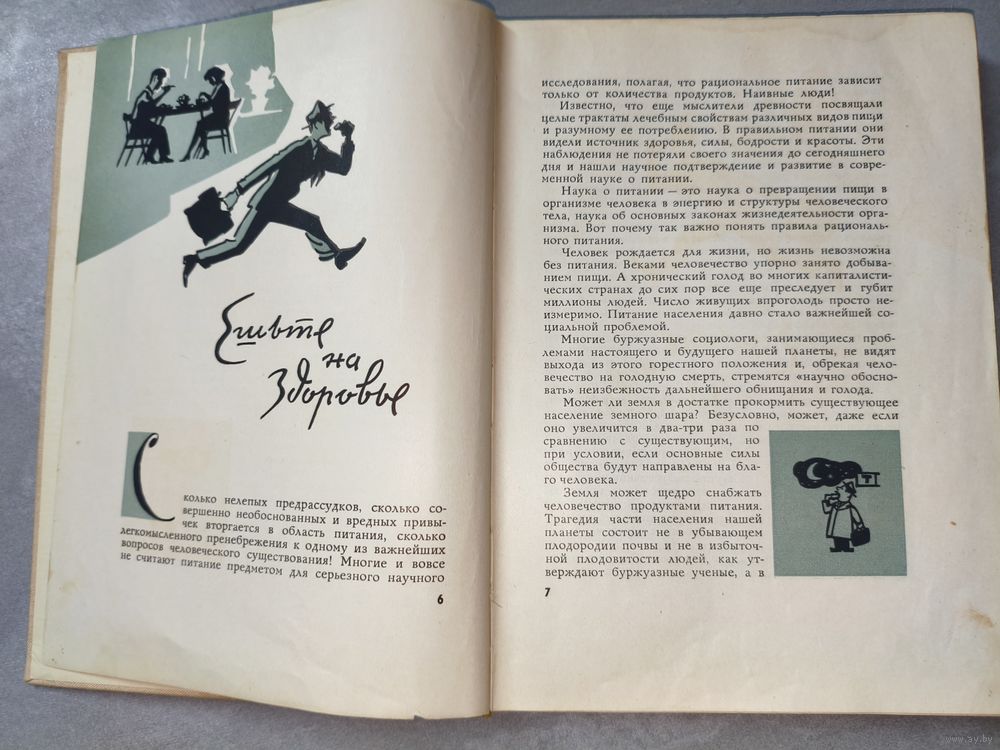 Ешьте
на
здоровье
Сколько нелепых предрассудков, сколько со-
вершенно необоснованных и вредных привы-
чек вторгается в область питания, сколько
легкомысленного пренебрежения к одному из важнейших
вопросов человеческого существования! Многие и вовсе
не считают питание предметом для серьезного научного
6
исследования, полагая, что рациональное питание зависит
только от количества продуктов. Наивные люди!
Известно, что еще мыслители древности посвящали
целые трактаты лечебным свойствам различных видов пищи
и разумному ее потреблению. В правильном питании они
видели источник здоровья, силы, бодрости и красоты. Эти
наблюдения не потеряли своего значения до сегодняшнего
дня и нашли научное подтверждение и развитие в совре-
менной науке о питании.
Наука о питании — это наука о превращении пищи в
организме человека в энергию и структуры человеческого
тела, наука об основных законах жизнедеятельности орга-
низма. Вот почему так важно понять правила рациональ-
ного питания.
Человек рождается для жизни, но жизнь невозможна
без питания. Веками человечество упорно занято добыва-
нием пищи. А хронический голод во многих капиталисти-
ческих странах до сих пор все еще преследует и губит
миллионы людей. Число живущих впроголодь просто не-
измеримо. Питание населения давно стало важнейшей со-
циальной проблемой.
Многие буржуазные социологи, занимающиеся проб-
лемами настоящего и будущего нашей планеты, не видят
выхода из этого горестного положения и, обрекая чело-
вечество на голодную смерть, стремятся «научно обосно-
вать» неизбежность дальнейшего обнищания и голода.
Может ли земля в достатке прокормить существующее
население земного шара? Безусловно, может, даже если
оно увеличится в два-три раза по
сравнению с существующим, но
при условии, если основные силы
общества будут направлены на бла-
го человека.
Земля может щедро снабжать
человечество продуктами питания.
Трагедия части населения нашей
планеты состоит не в убывающем
плодородии почвы и не в избыточ-
ной плодовитости людей, как ут-
верждают буржуазные ученые, а в
Т
7
www.ay.by